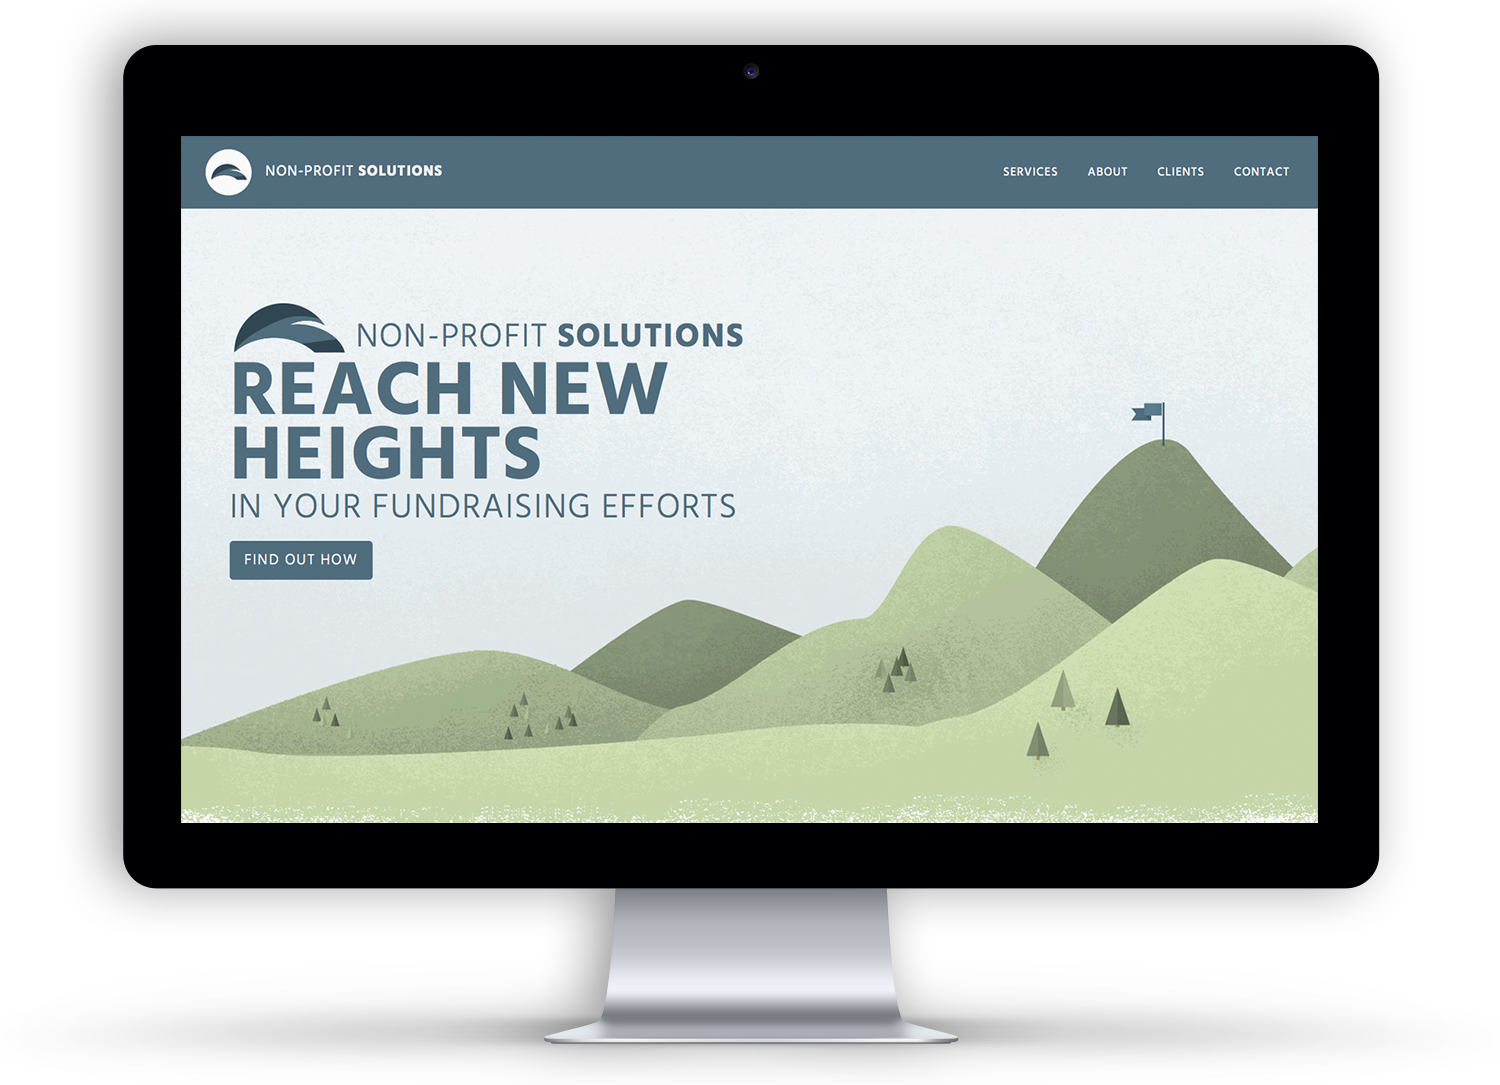 NON-PROFIT SOLUTIONS
SERVICES ABOUT CLIENTS CONTACT
NON-PROFIT SOLUTIONS
REACH NEW
HEIGHTS
IN YOUR FUNDRAISING EFFORTS
FIND OUT HOW